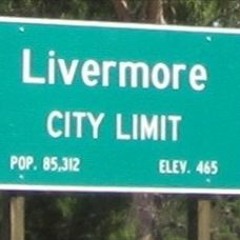 Livermore
CITY LIMIT
POP. 85,312 ELEV. 465